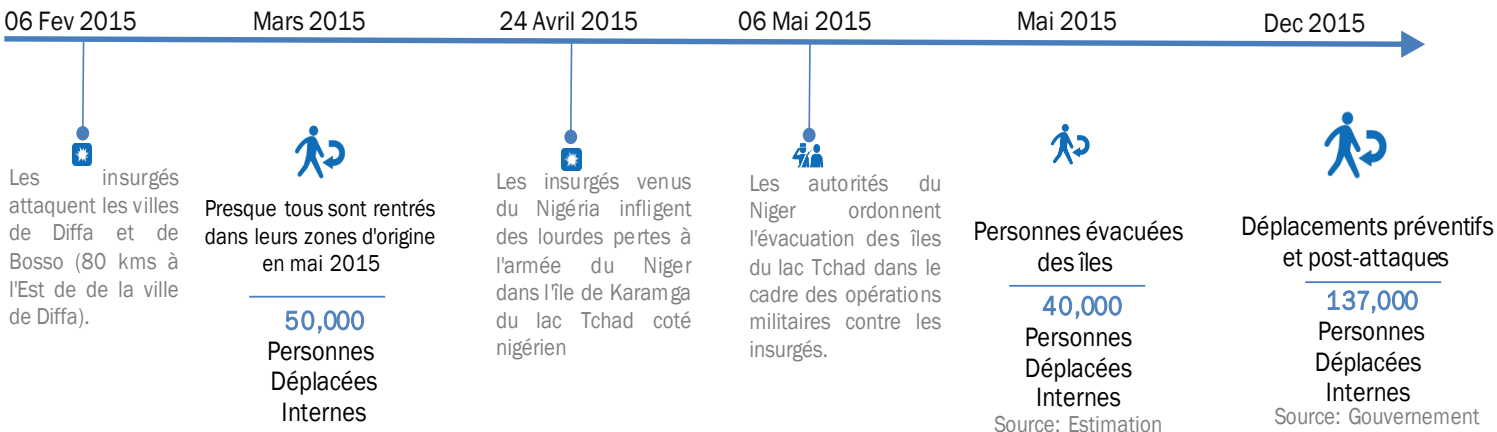 06 Fev 2015
Mars 2015
24 Avril 2015
06 Mai 2015
Mai 2015
Dec 2015
Les insurgés
attaquent les villes
de Diffa et de
Bosso (80 kms à
l'Est de de la ville
de Diffa).
Presque tous sont rentrés
dans leurs zones d'origine
en mai 2015
50,000
Personnes
Déplacées
Internes
Les insurgés venus
du Nigéria infligent
des lourdes pertes à
l'armée du Niger
dans l'île de Karamga
du lac Tchad coté
nigérien
Les autorités du
Niger ordonnent
l'évacuation des îles
du lac Tchad dans le
cadre des opérations
militaires contre les
insurgés.
Personnes évacuées
des îles
40,000
Personnes
Déplacées
Internes
Source: Estimation
Déplacements préventifs
et post-attaques
137,000
Personnes
Déplacées
Internes
Source: Gouvernement